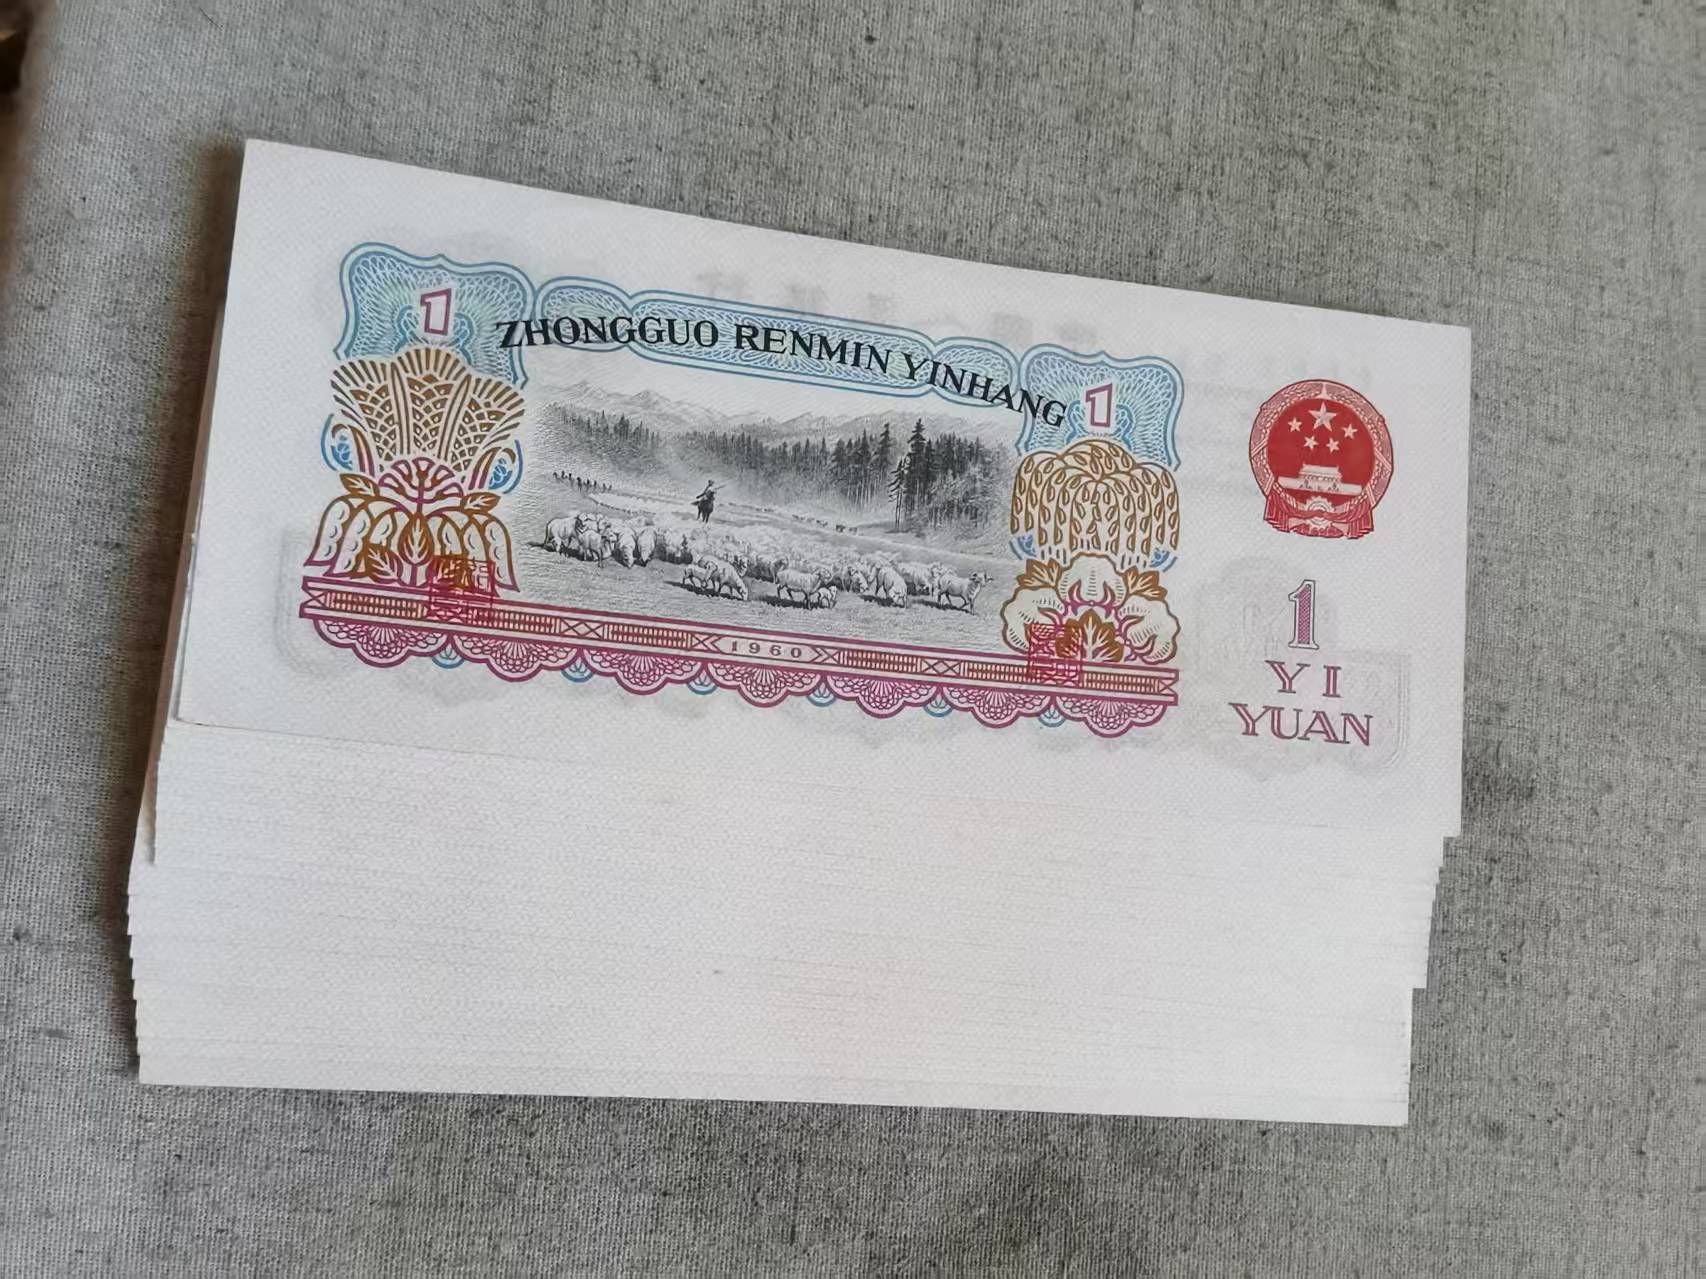 1
ZHONGGUO RENMIN YINHANG
1
1960
1
YI
YUAN